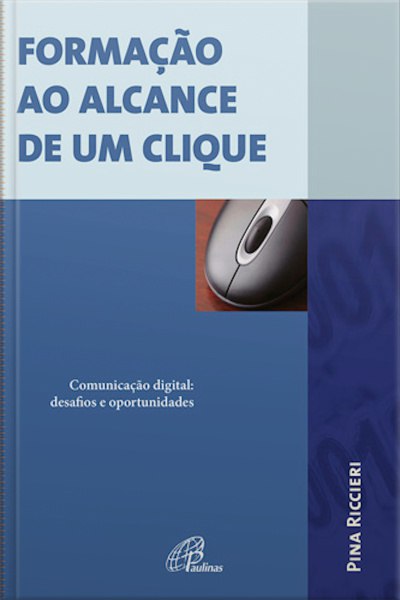 FORMAÇÃO
AO ALCANCE
DE UM CLIQUE
Comunicação digital:
desafios e oportunidades
PINA RICCIERI
Paulinas